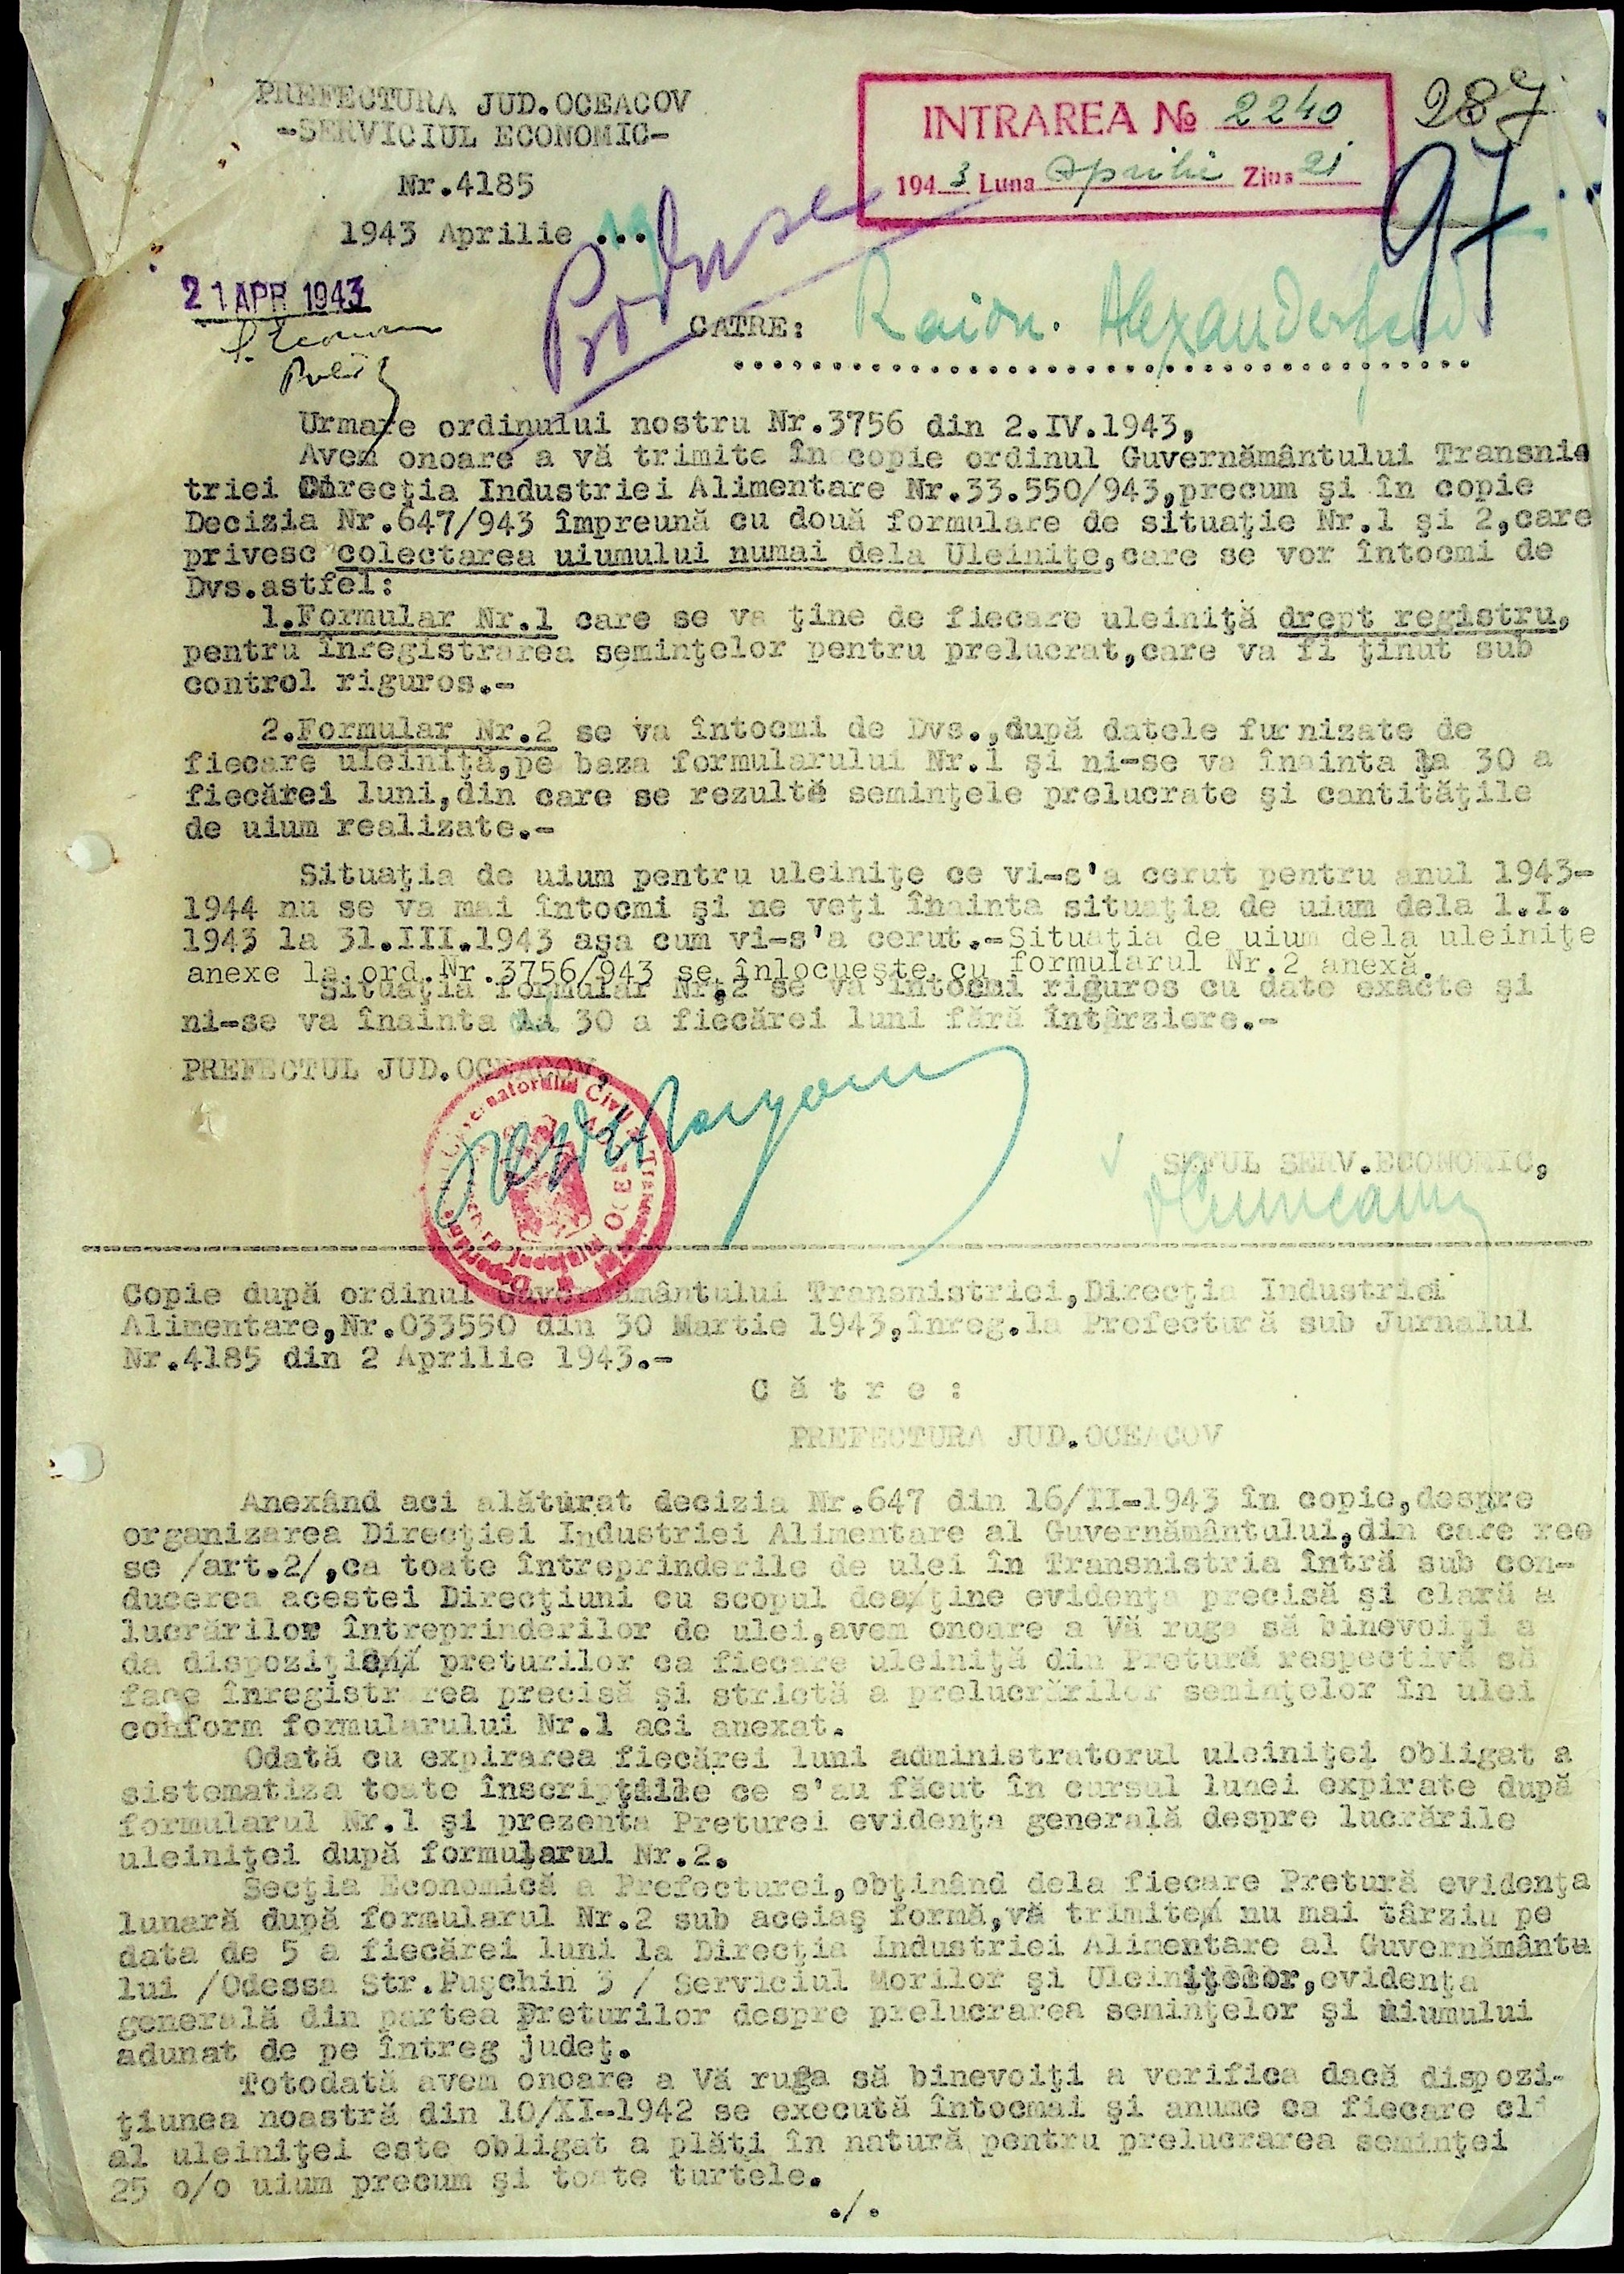 PREFECTURA JUD.OCEACOV
-SERVICIUL ECONOMIC-
Nr.4185
1943 Aprilie ...
INTRAREA № 2240
1943 Luna Aprilie Ziua 21
287
97
21 APR 1943
Produse
CATRE: Raion. Alexanderfeld
Urmare ordinului nostru Nr.3756 din 2.IV.1943,
Avem onoare a vă trimite în copie ordinul Guvernământului Transnis
triei Direcţia Industriei Alimentare Nr.33.550/943,precum şi în copie
Decizia Nr.647/943 împreună cu două formulare de situaţie Nr.1 şi 2,care
privesc colectarea uiumului numai dela Uleiniţe,care se vor întocmi de
Dvs.astfel:
1.Formular Nr.1 care se va ţine de fiecare uleiniţă drept registru,
pentru înregistrarea seminţelor pentru prelucrat,care va fi ţinut sub
control riguros.-
2.Formular Nr.2 se va întocmi de Dvs.,după datele furnizate de
fiecare uleiniţă,pe baza formularului Nr.1 şi ni-se va înainta la 30 a
fiecărei luni,din care se rezulte seminţele prelucrate şi cantităţile
de uium realizate.-
Situaţia de uium pentru uleiniţe ce vi-s'a cerut pentru anul 1943-
1944 nu se va mai întocmi şi ne veţi înainta situaţia de uium dela 1.I.
1943 la 31.III.1943 aşa cum vi-s'a cerut.-Situaţia de uium dela uleiniţe
anexe la ord.Nr.3756/943 se înlocueşte cu formularul Nr.2 anexă.
Situaţia formular Nr.2 se va întocmi riguros cu date exacte şi
ni-se va înainta la 30 a fiecărei luni fără întârziere.-
PREFECTUL JUD.OCEACOV,
ŞEFUL SERV.ECONOMIC,
Copie după ordinul Guvernământului Transnistriei,Direcţia Industriei
Alimentare,Nr.033550 din 30 Martie 1943,înreg.la Prefectură sub Jurnalul
Nr.4185 din 2 Aprilie 1943.-
C ă t r e :
PREFECTURA JUD.OCEACOV
Anexând aci alăturat decizia Nr.647 din 16/II-1943 în copie,despre
organizarea Direcţiei Industriei Alimentare al Guvernământului,din care ree
se /art.2/,ca toate întreprinderile de ulei în Transnistria întră sub con-
ducerea acestei Direcţiuni cu scopul dea ţine evidenţa precisă şi clară a
lucrărilor întreprinderilor de ulei,avem onoare a Vă ruga să binevoiţi a
da dispoziţie preturilor ca fiecare uleiniţă din Pretură respectivă să
face înregistrarea precisă şi strictă a prelucrărilor seminţelor în ulei
conform formularului Nr.1 aci anexat.
Odată cu expirarea fiecărei luni administratorul uleiniţei obligat a
sistematiza toate înscripţiile ce s'au făcut în cursul lunei expirate după
formularul Nr.1 şi prezenta Preturei evidenţa generală despre lucrările
uleiniţei după formularul Nr.2.
Secţia Economică a Prefecturei,obţinând dela fiecare Pretură evidenţa
lunară după formularul Nr.2 sub aceiaş formă,vă trimite nu mai târziu pe
data de 5 a fiecărei luni la Direcţia Industriei Alimentare al Guvernământu
lui /Odessa Str.Puşchin 3 / Serviciul Morilor şi Uleiniţelor,evidenţa
generală din partea Preturilor despre prelucrarea seminţelor şi uiumului
adunat de pe întreg judeţ.
Totodată avem onoare a Vă ruga să binevoiţi a verifica dacă dispozi-
ţiunea noastră din 10/XI-1942 se execută întocmai şi anume ca fiecare cli
al uleiniţei este obligat a plăti în natură pentru prelucrarea seminţei
25 o/o uium precum şi toate turtele.
./.